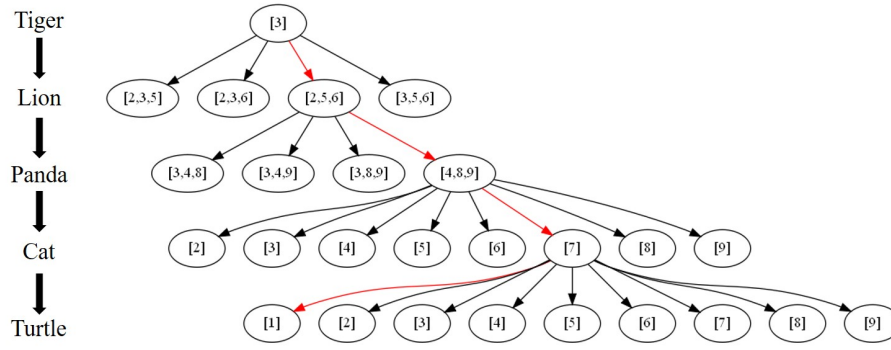 Tiger [3]
Lion [2,3,5] [2,3,6] [2,5,6] [3,5,6]
Panda [3,4,8] [3,4,9] [3,8,9] [4,8,9]
Cat [2] [3] [4] [5] [6] [7] [8] [9]
Turtle [1] [2] [3] [4] [5] [6] [7] [8] [9]